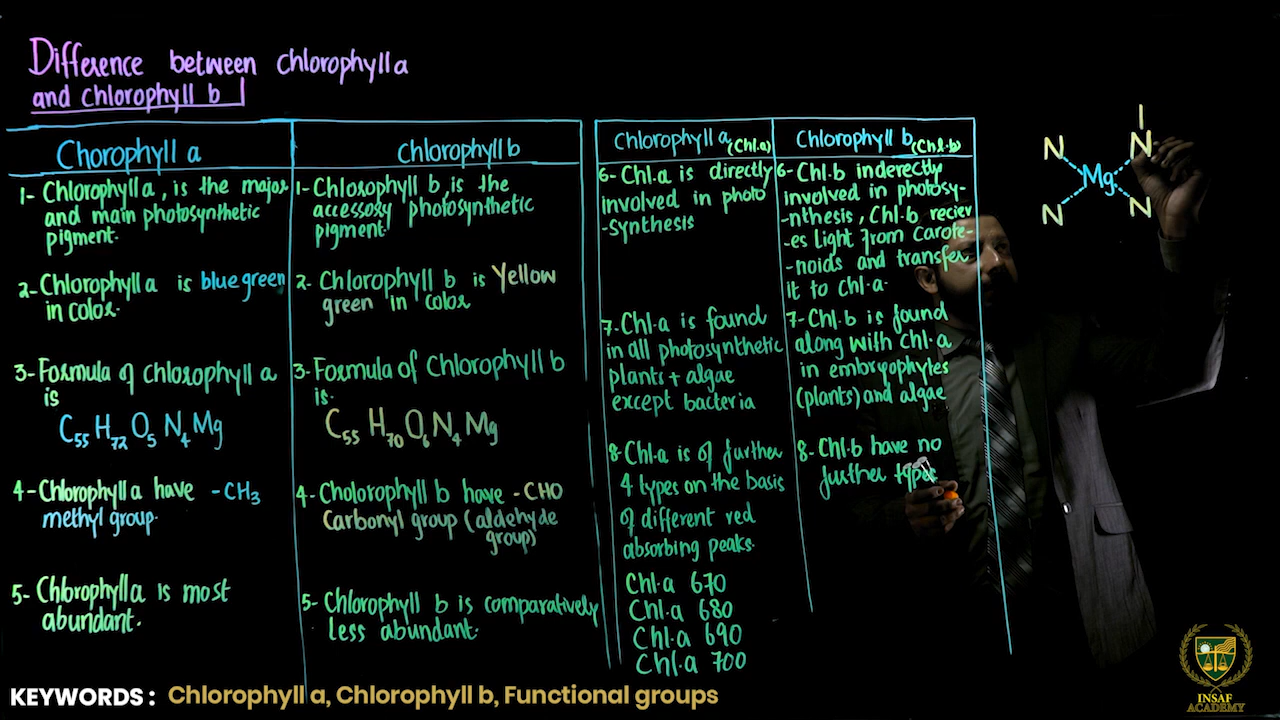 Difference between chlorophyll a
and chlorophyll b
Chorophyll a
1- Chlorophyll a, is the major
and main photosynthetic
pigment.
2- Chlorophyll a is blue green
in color.
3- Formula of chlorophyll a
is
C55 H72 O5 N4 Mg
4- Chlorophyll a have -CH3
methyl group.
5- Chlorophyll a is most
abundant.
Chlorophyll b
1- Chlorophyll b, is the
accessory photosynthetic
pigment.
2- Chlorophyll b is Yellow
green in color
3- Formula of Chlorophyll b
is.
C55 H70 O6 N4 Mg
4- Cholorophyll b have -CHO
Carbonyl group (aldehyde
group)
5- Chlorophyll b is comparatively
less abundant.
Chlorophyll a (Chl.a)
6- Chl.a is directly
involved in photo
-synthesis
7- Chl.a is found
in all photosynthetic
plants + algae
except bacteria
8- Chl.a is of further
4 types on the basis
of different red
absorbing peaks.
Chl.a 670
Chl.a 680
Chl.a 690
Chl.a 700
Chlorophyll b (Chl.b)
6- Chl.b inderectly
involved in photosy-
-nthesis, Chl.b reciev
-es Light from Carote-
-noids and transfer
it to chl.a.
7- Chl.b is found
along with chl.a
in embryophytes
(plants) and algae
8- Chl.b have no
further types
N N
Mg
N N
KEYWORDS : Chlorophyll a, Chlorophyll b, Functional groups
INSAF
ACADEMY